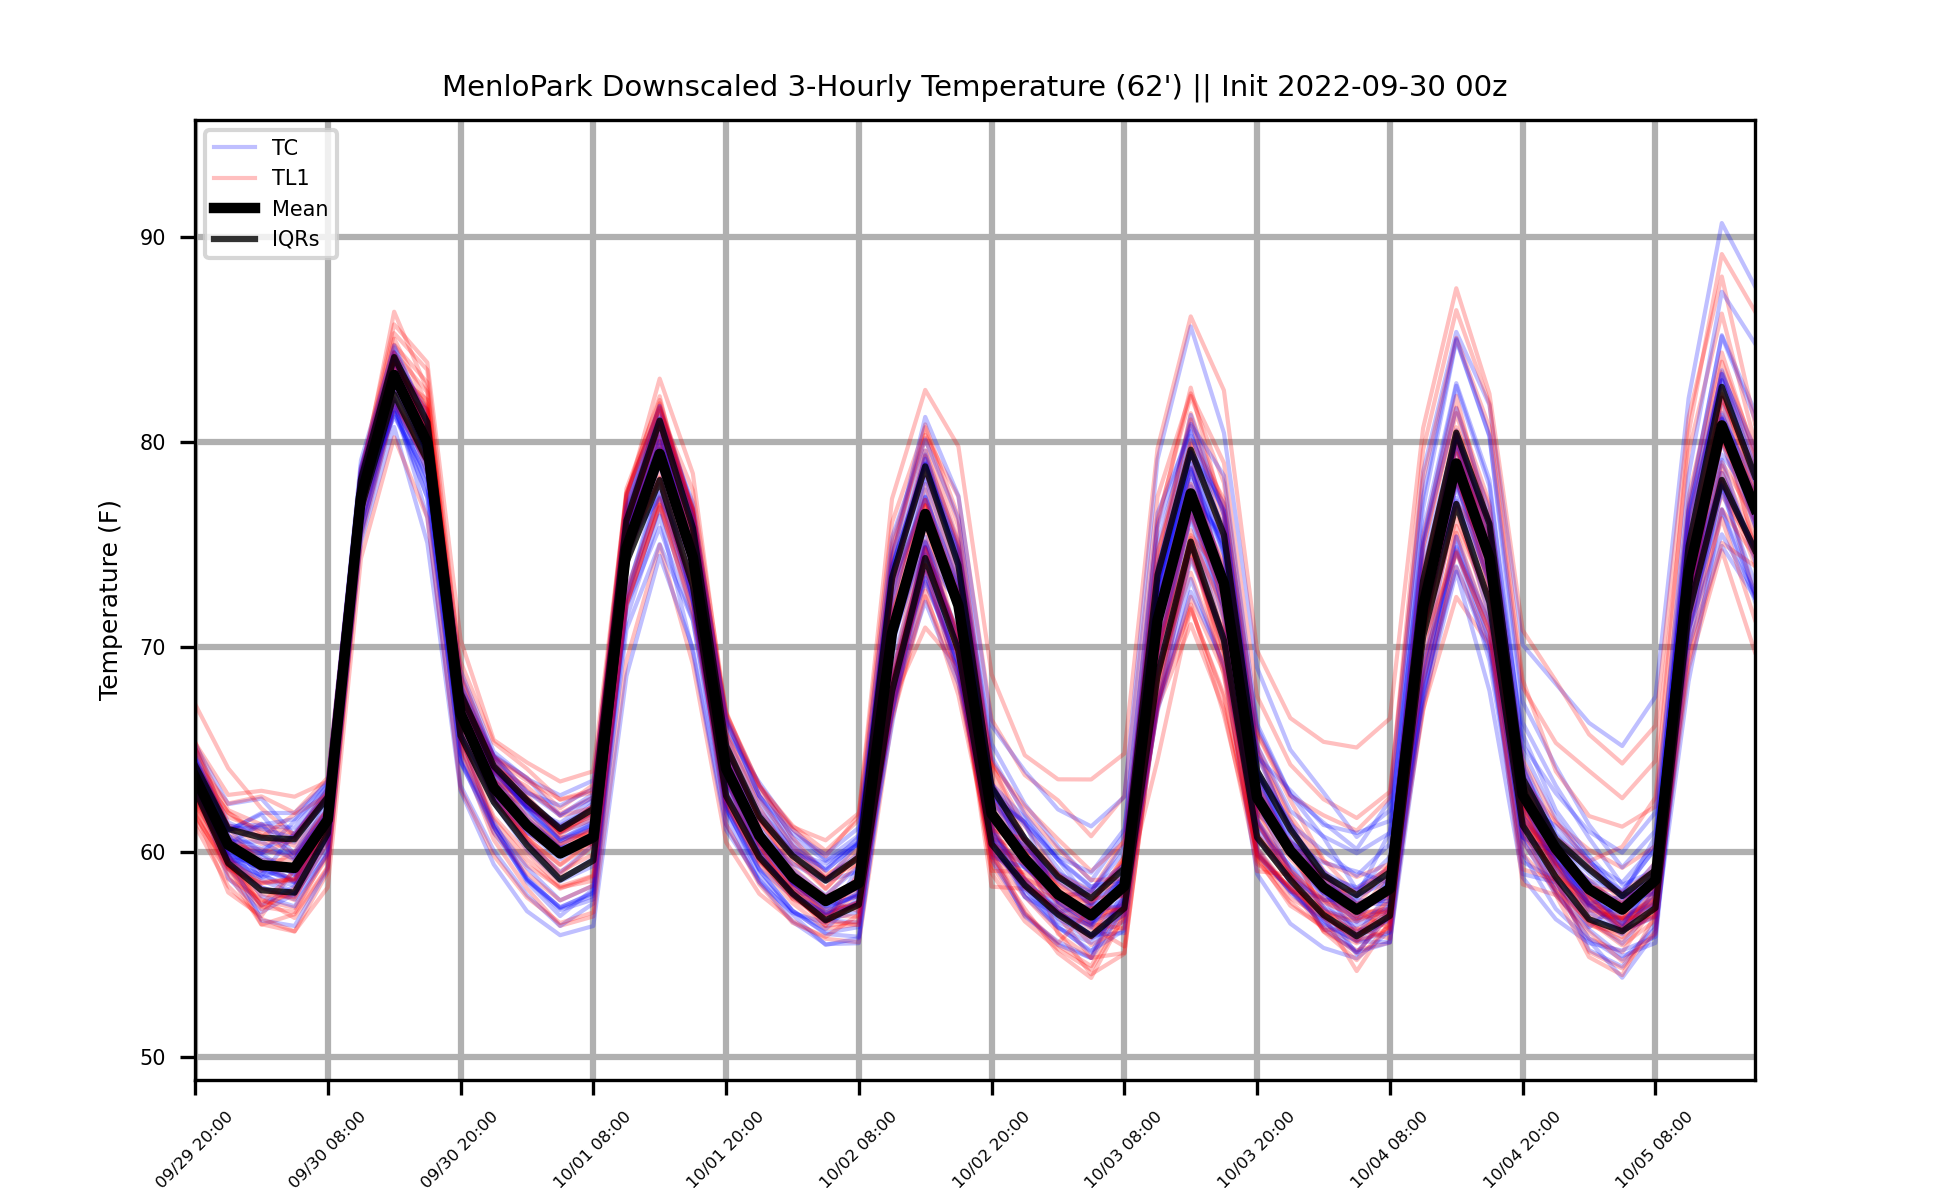 MenloPark Downscaled 3-Hourly Temperature (62') || Init 2022-09-30 00z
TC
TL1
Mean
IQRs
90
80
70
60
50
Temperature (F)
09/29 20:00
09/30 08:00
09/30 20:00
10/01 08:00
10/01 20:00
10/02 08:00
10/02 20:00
10/03 08:00
10/03 20:00
10/04 08:00
10/04 20:00
10/05 08:00